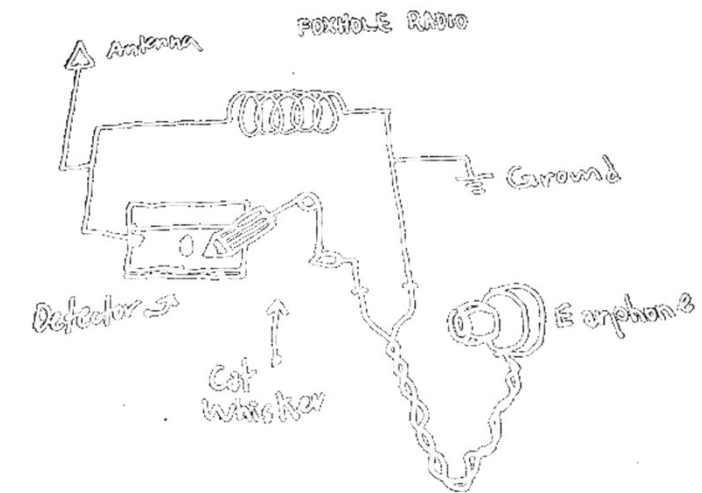 FOXHOLE RADIO
Antenna
Ground
Detector
Earphone
Cat
Whisker